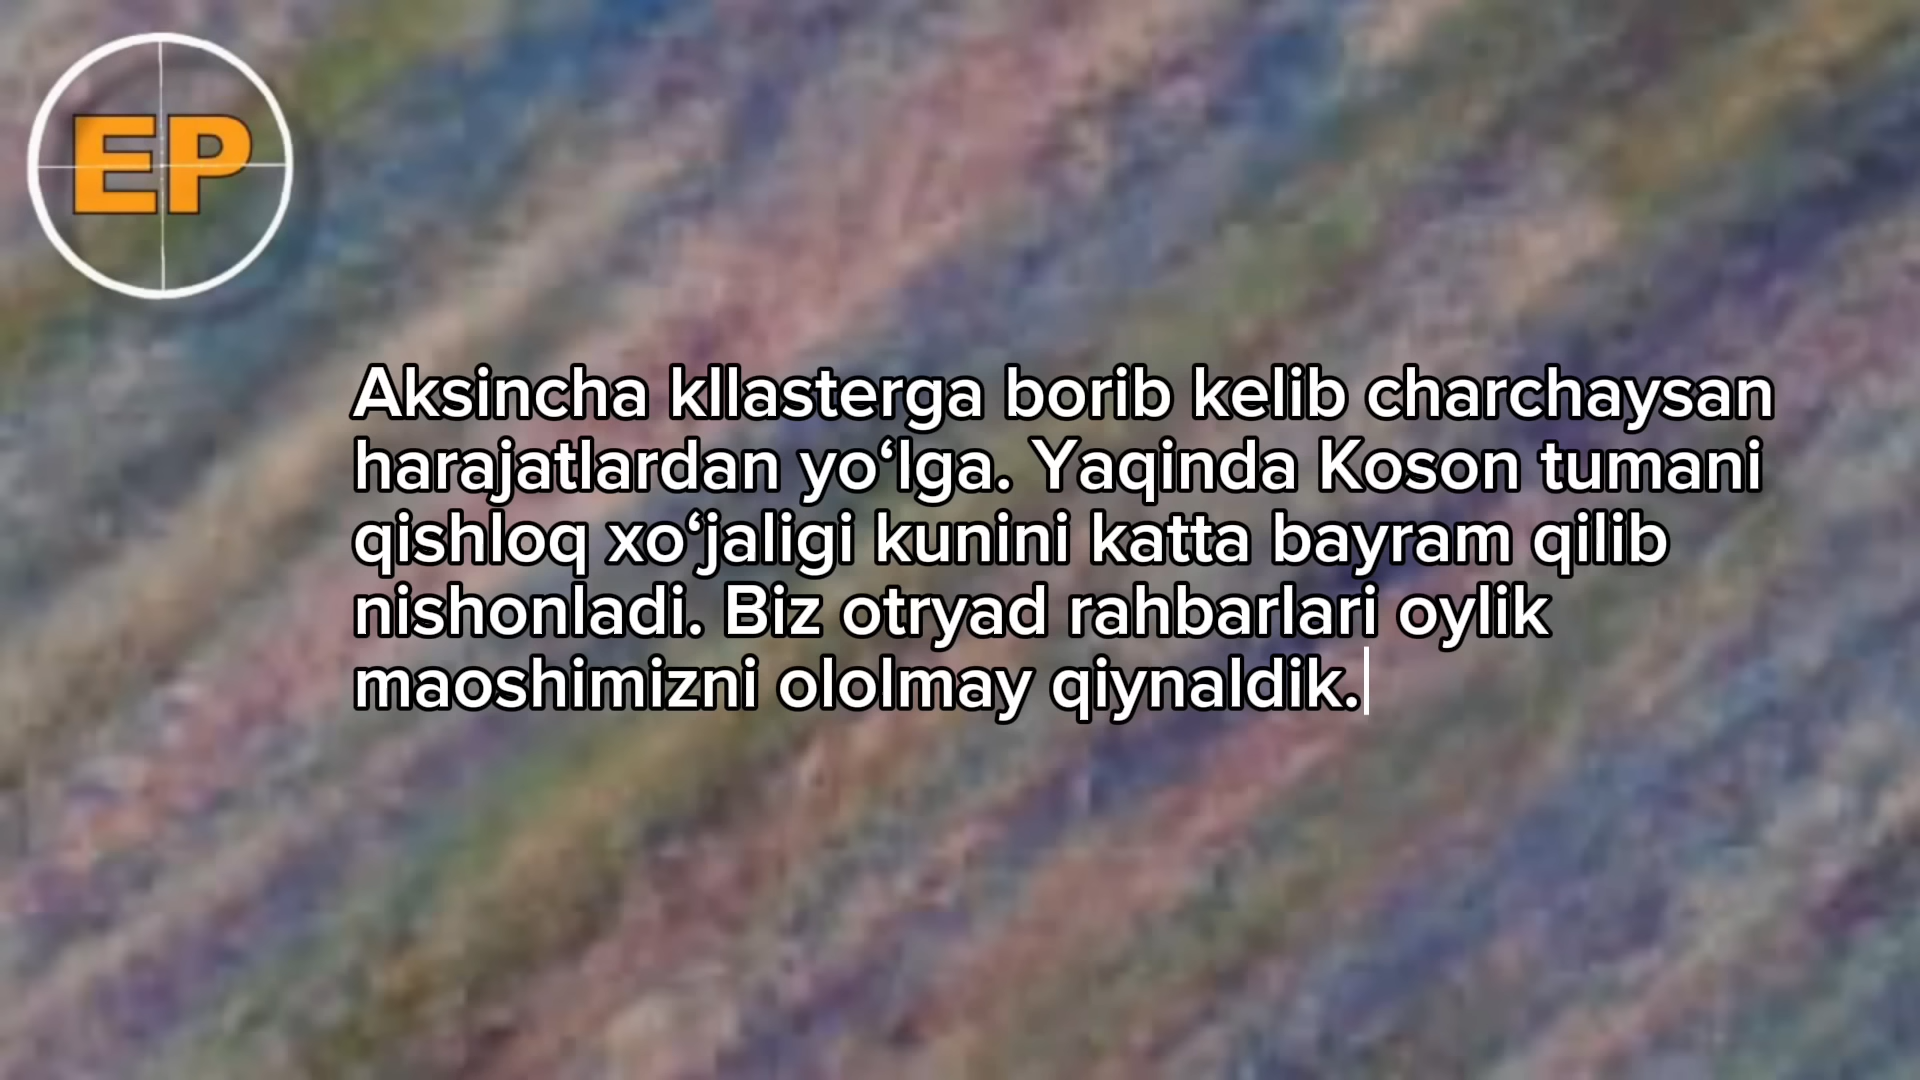 EP
Aksincha kllasterga borib kelib charchaysan
harajatlardan yo‘lga. Yaqinda Koson tumani
qishloq xo‘jaligi kunini katta bayram qilib
nishonladi. Biz otryad rahbarlari oylik
maoshimizni ololmay qiynaldik.